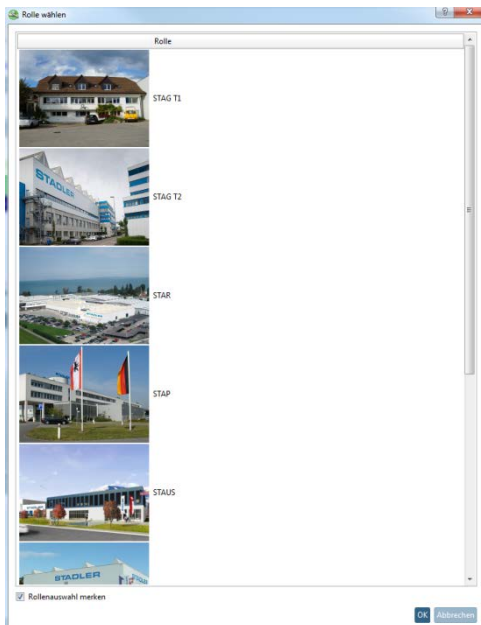 Rolle wählen
Rolle
STAG T1
STADLER
STAG T2
STAR
STAP
STAUS
STADLER
Rollenauswahl merken
OK Abbrechen